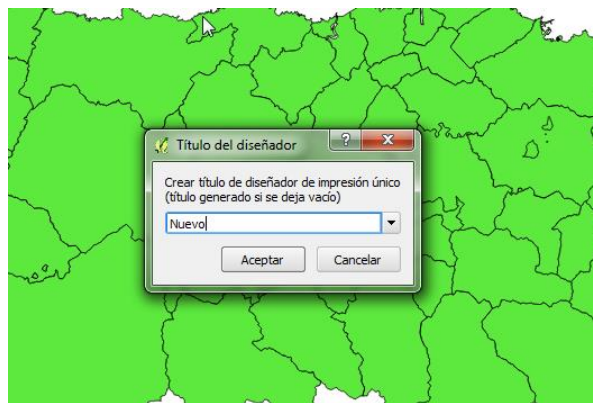 Título del diseñador
Crear título de diseñador de impresión único
(título generado si se deja vacío)
Nuevo
Aceptar
Cancelar